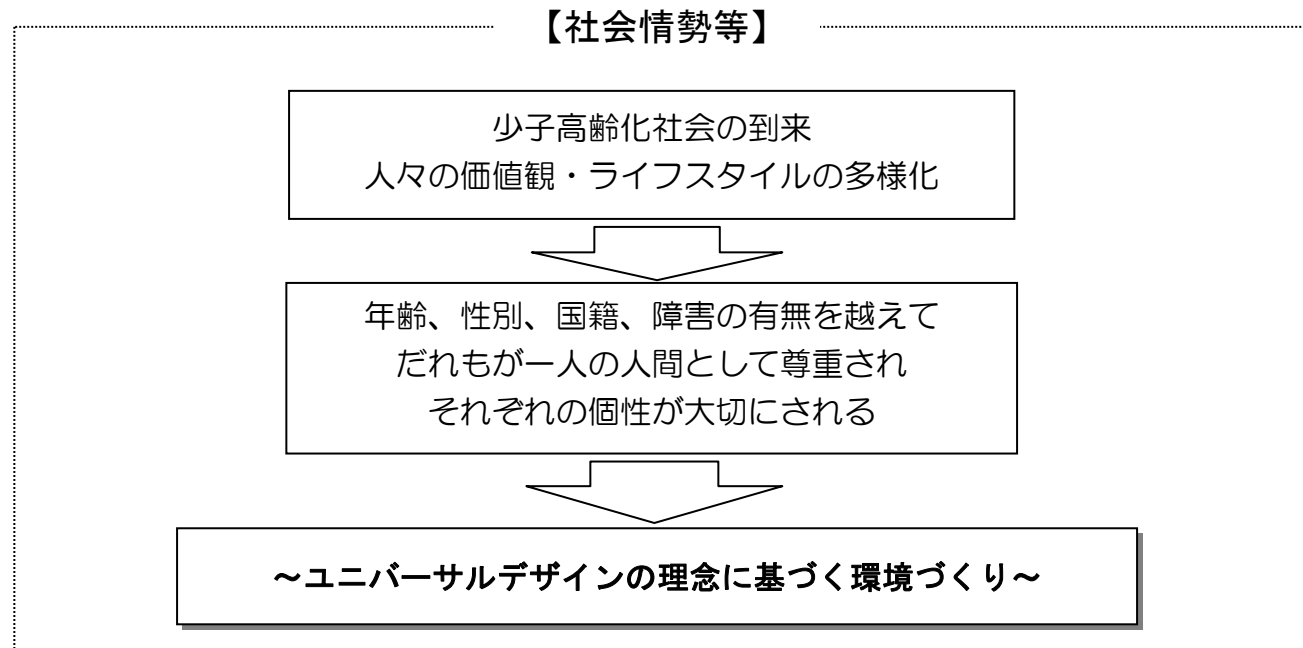 【社会情勢等】
少子高齢化社会の到来
人々の価値観・ライフスタイルの多様化
年齢、性別、国籍、障害の有無を越えて
だれもが一人の人間として尊重され
それぞれの個性が大切にされる
～ユニバーサルデザインの理念に基づく環境づくり～